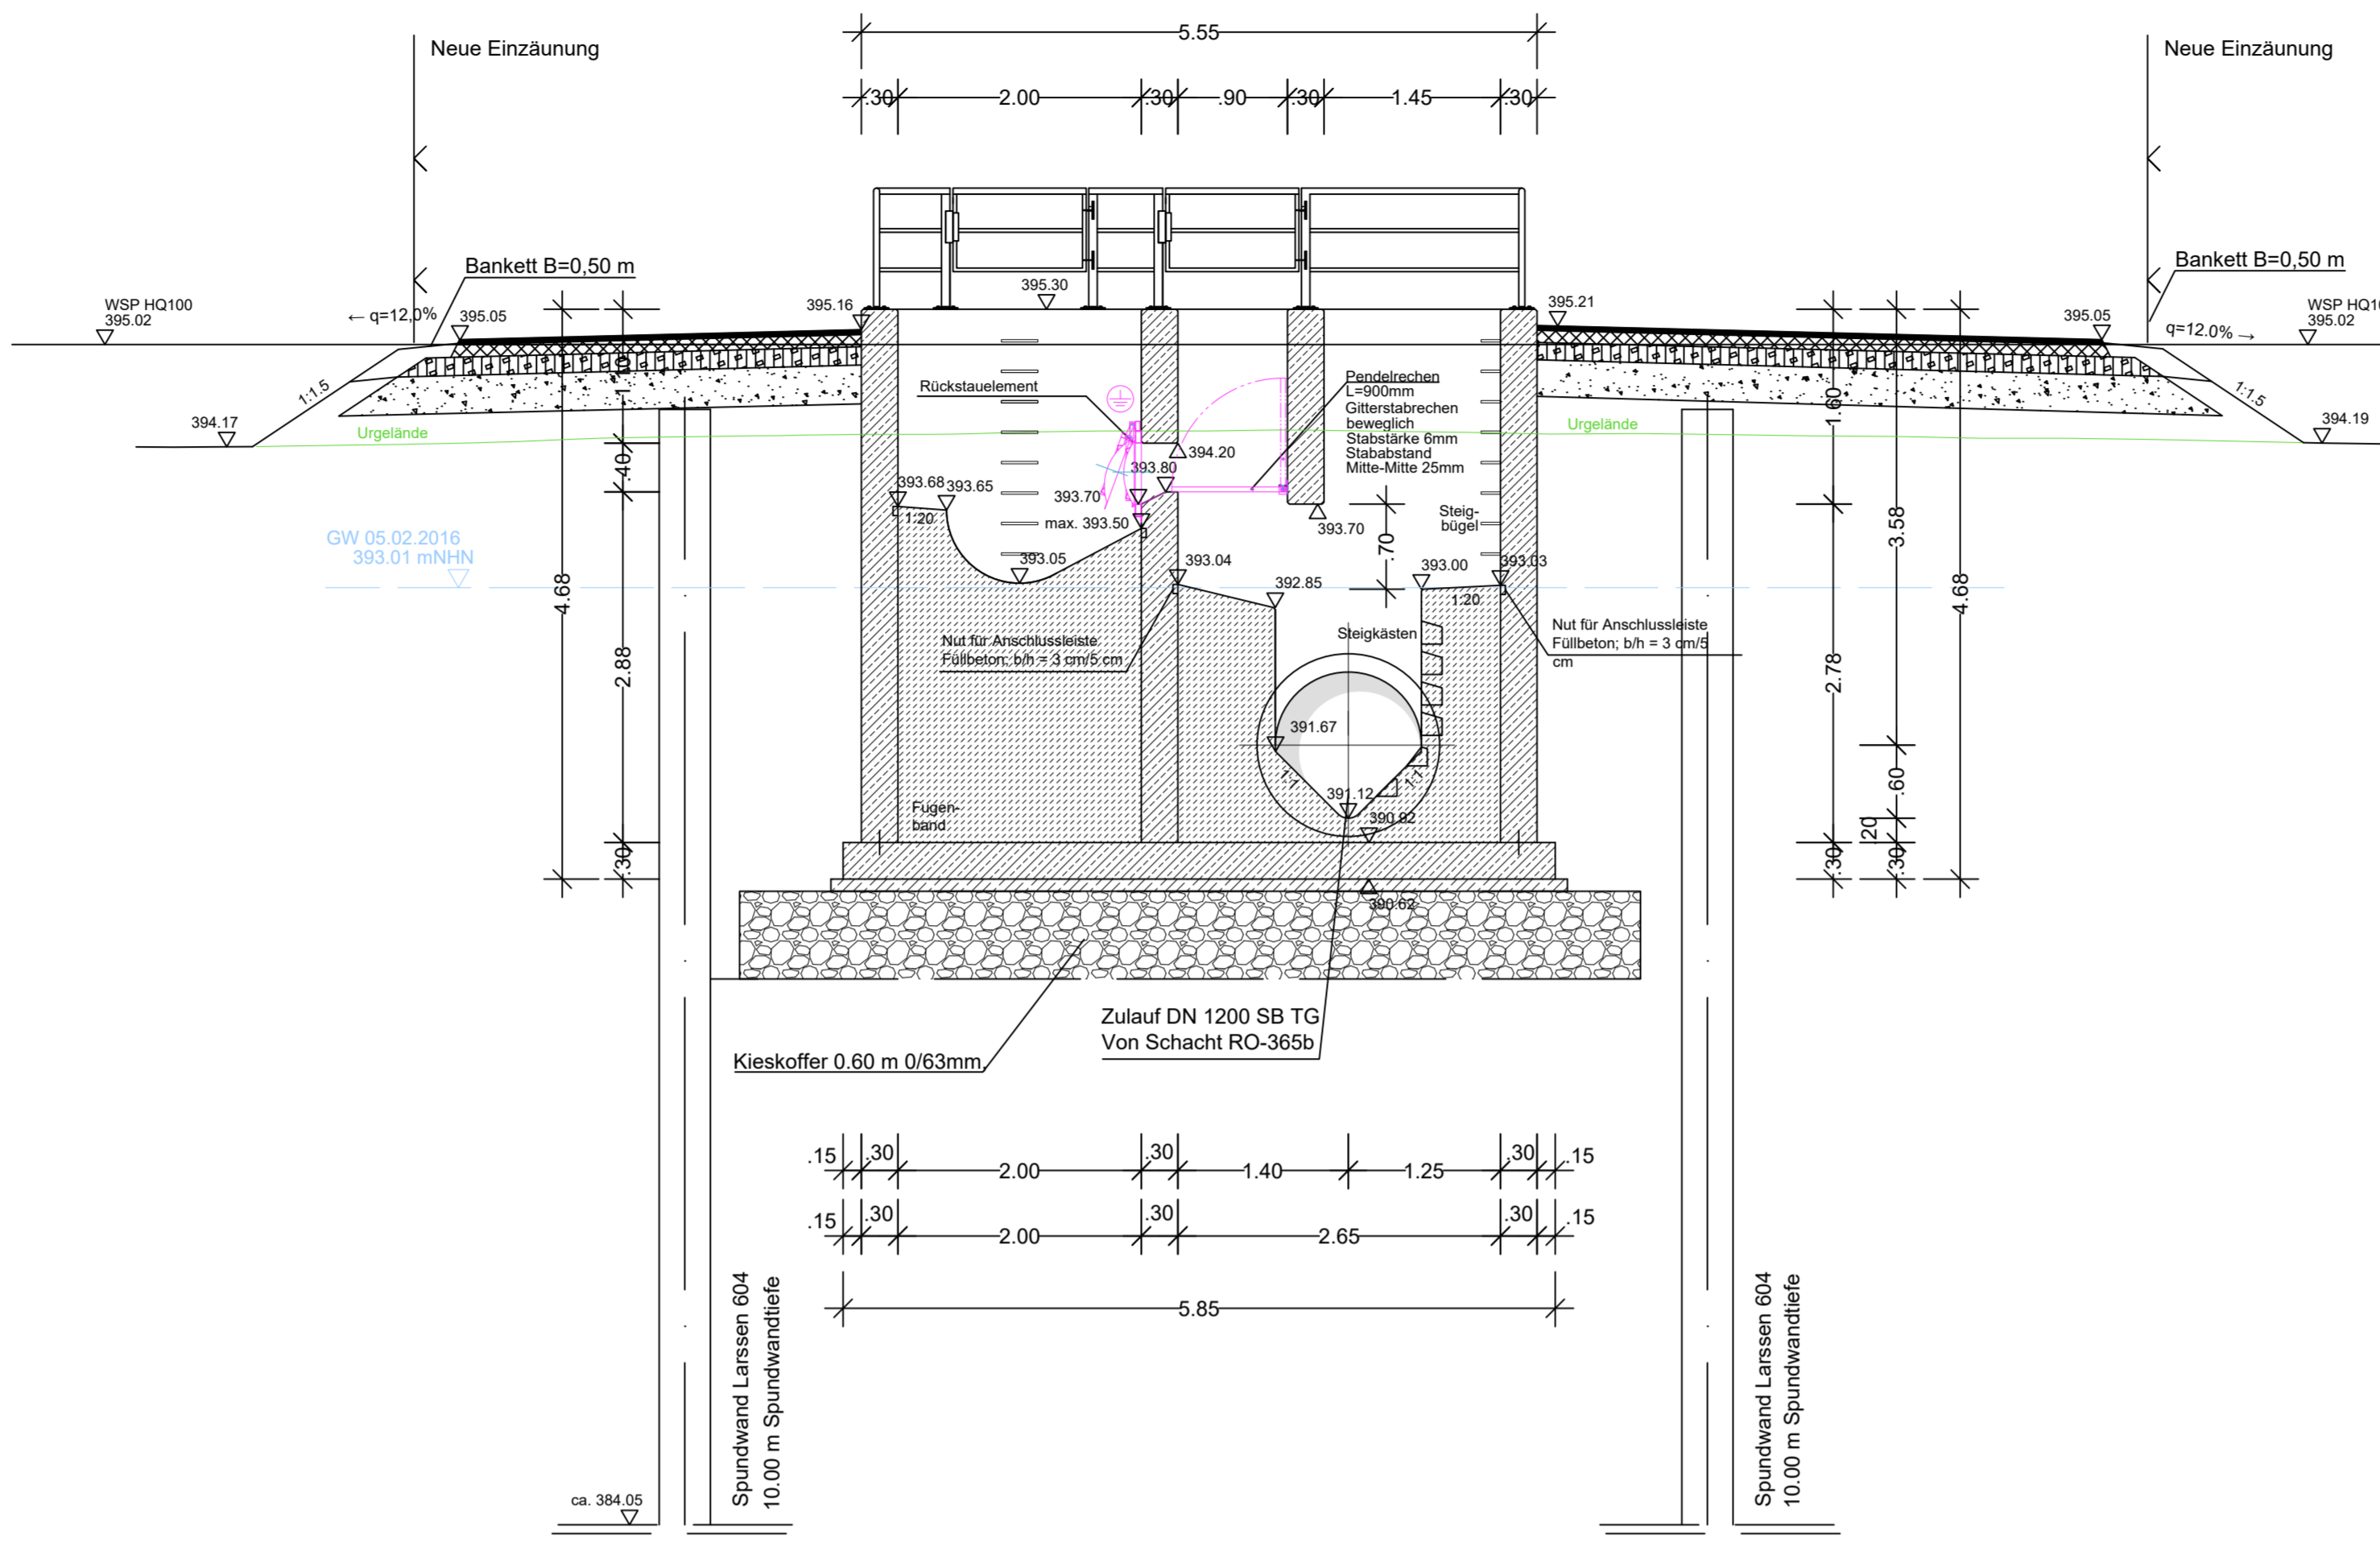 5.55
Neue Einzäunung
Neue Einzäunung
.30
2.00
.30
.90
.30
1.45
.30
Bankett B=0,50 m
Bankett B=0,50 m
WSP HQ100
395.02
← q=12,0%
395.05
395.16
395.30
395.21
395.05
q=12.0% →
WSP HQ10
395.02
1:1.5
394.17
Urgelände
Rückstauelement
Pendelrechen
L=900mm
Gitterstabrechen
beweglich
Stabstärke 6mm
Stababstand
Mitte-Mitte 25mm
Urgelände
1:1.5
394.19
1.10
.40
1.60
394.20
393.80
393.70
393.68
393.65
1:20
max. 393.50
393.70
Steig-
bügel
.70
3.58
GW 05.02.2016
393.01 mNHN
393.05
393.04
392.85
393.00
393.03
1:20
4.68
4.68
2.88
2.78
Nut für Anschlussleiste
Füllbeton; b/h = 3 cm/5 cm
Steigkästen
Nut für Anschlussleiste
Füllbeton; b/h = 3 cm/5
cm
391.67
1:1
1:1
391.12
390.92
Fugen-
band
.60
.20
.30
.30
.30
390.62
Zulauf DN 1200 SB TG
Von Schacht RO-365b
Kieskoffer 0.60 m 0/63mm
.15
.30
2.00
.30
1.40
1.25
.30
.15
.15
.30
2.00
.30
2.65
.30
.15
5.85
Spundwand Larssen 604
10.00 m Spundwandtiefe
Spundwand Larssen 604
10.00 m Spundwandtiefe
ca. 384.05